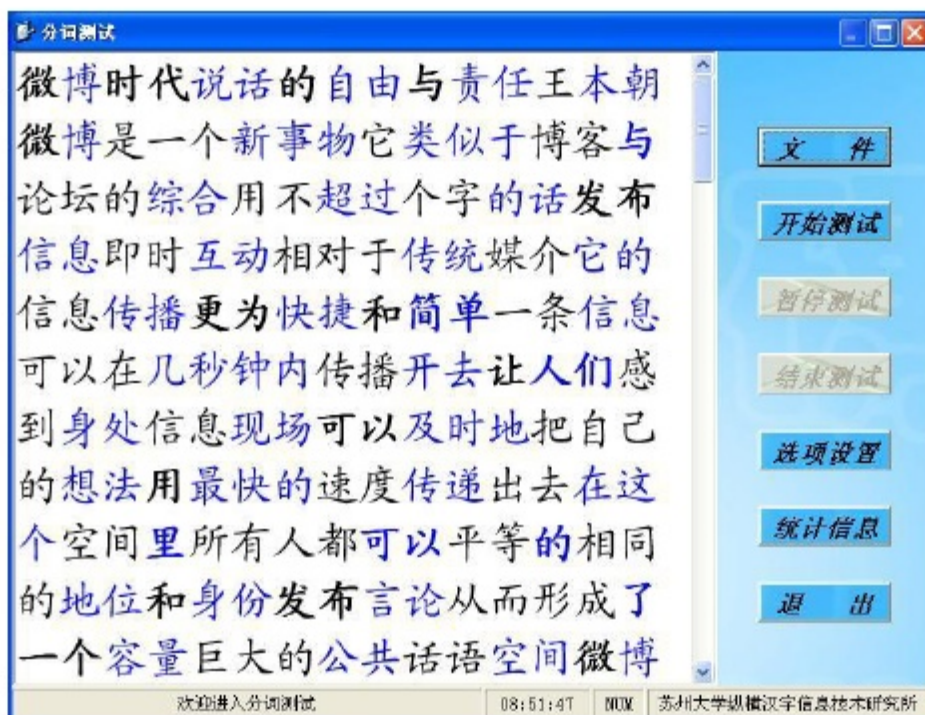 分词测试
微博时代说话的自由与责任王本朝
微博是一个新事物它类似于博客与
论坛的综合用不超过个字的话发布
信息即时互动相对于传统媒介它的
信息传播更为快捷和简单一条信息
可以在几秒钟内传播开去让人们感
到身处信息现场可以及时地把自己
的想法用最快的速度传递出去在这
个空间里所有人都可以平等的相同
的地位和身份发布言论从而形成了
一个容量巨大的公共话语空间微博
文 件
开始测试
暂停测试
结束测试
选项设置
统计信息
退 出
欢迎进入分词测试 08:51:47 NUM 苏州大学纵横汉字信息技术研究所